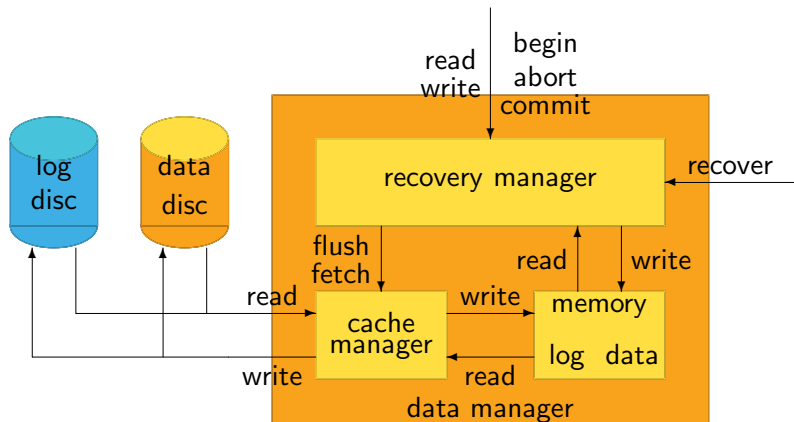 read
write
begin
abort
commit
log
disc
data
disc
recovery manager
recover
flush
fetch
read
write
read
cache
manager
write
memory
log data
write
read
data manager